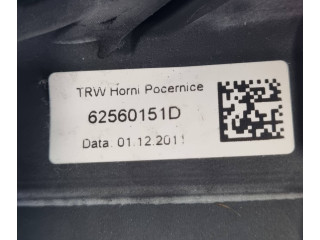 TRW Horni Pocernice
62560151D
Data. 01.12.2011